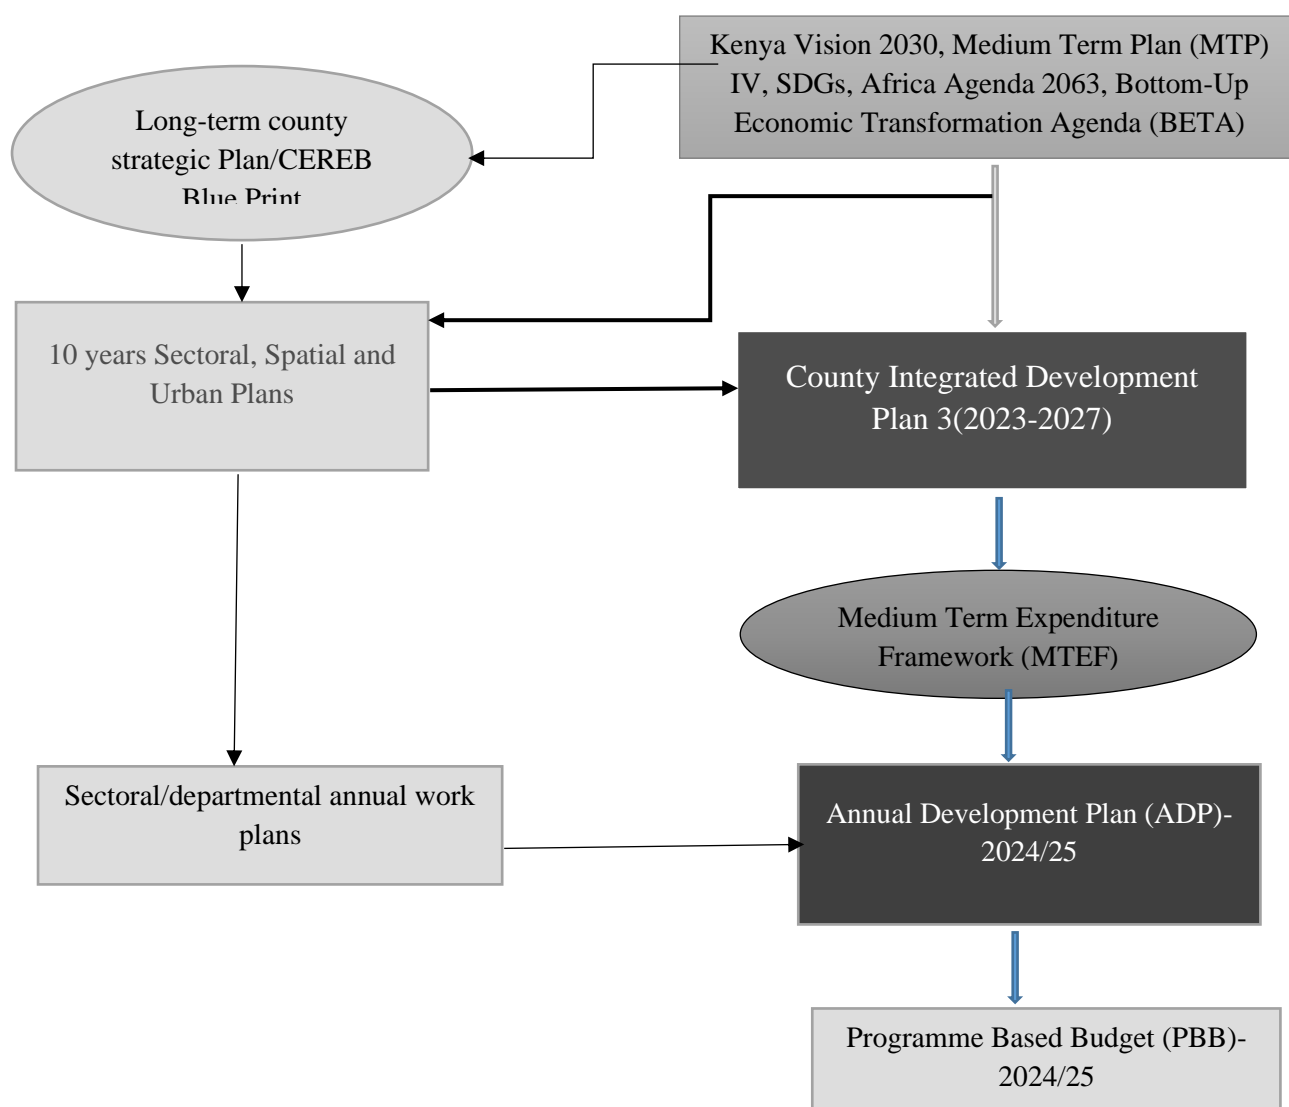 Kenya Vision 2030, Medium Term Plan (MTP)
IV, SDGs, Africa Agenda 2063, Bottom-Up
Economic Transformation Agenda (BETA)
Long-term county
strategic Plan/CEREB
Blue Print
10 years Sectoral, Spatial and
Urban Plans
County Integrated Development
Plan 3(2023-2027)
Medium Term Expenditure
Framework (MTEF)
Sectoral/departmental annual work
plans
Annual Development Plan (ADP)-
2024/25
Programme Based Budget (PBB)-
2024/25